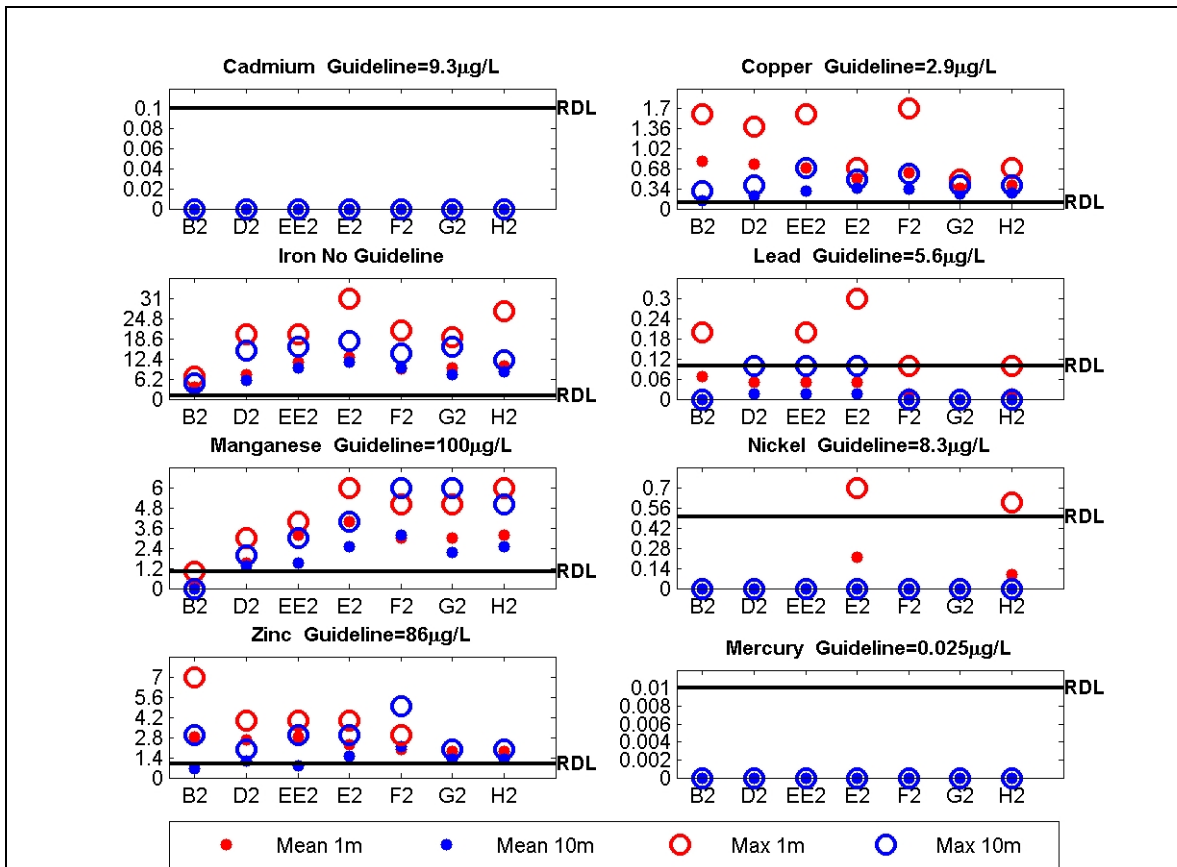 Cadmium Guideline=9.3µg/L
0.1
0.08
0.06
0.04
0.02
0
RDL
B2 D2 EE2 E2 F2 G2 H2
Copper Guideline=2.9µg/L
1.7
1.36
1.02
0.68
0.34
0
RDL
B2 D2 EE2 E2 F2 G2 H2
Iron No Guideline
31
24.8
18.6
12.4
6.2
0
RDL
B2 D2 EE2 E2 F2 G2 H2
Lead Guideline=5.6µg/L
0.3
0.24
0.18
0.12
0.06
0
RDL
B2 D2 EE2 E2 F2 G2 H2
Manganese Guideline=100µg/L
6
4.8
3.6
2.4
1.2
0
RDL
B2 D2 EE2 E2 F2 G2 H2
Nickel Guideline=8.3µg/L
0.7
0.56
0.42
0.28
0.14
0
RDL
B2 D2 EE2 E2 F2 G2 H2
Zinc Guideline=86µg/L
7
5.6
4.2
2.8
1.4
0
RDL
B2 D2 EE2 E2 F2 G2 H2
Mercury Guideline=0.025µg/L
0.01
0.008
0.006
0.004
0.002
0
RDL
B2 D2 EE2 E2 F2 G2 H2
Mean 1m Mean 10m Max 1m Max 10m